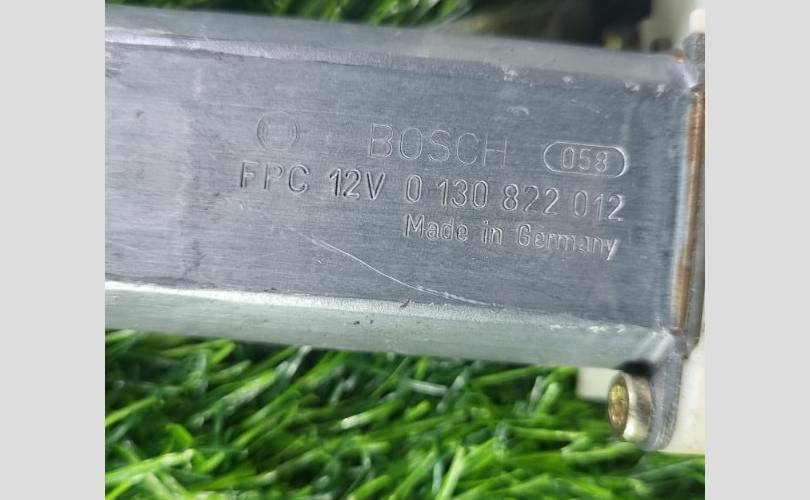 BOSCH 058
FPC 12V 0 130 822 012
Made in Germany